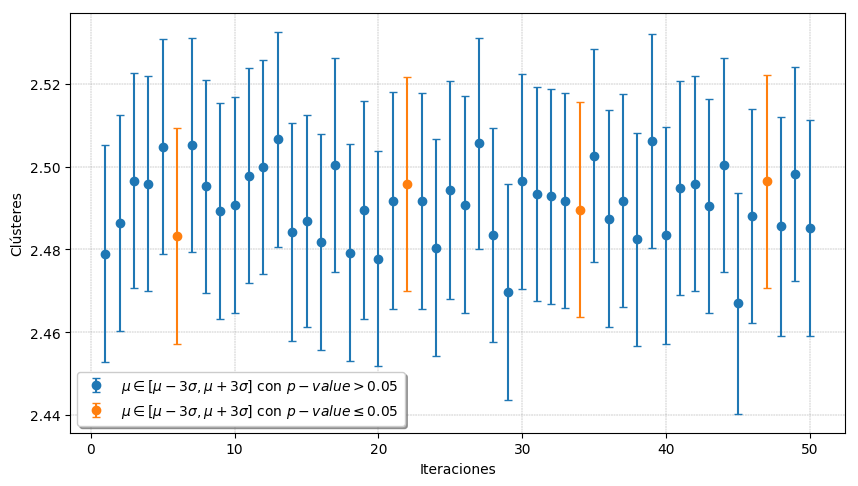 2.52
2.50
2.48
2.46
2.44
Clústeres
μ ∈ [μ − 3σ, μ + 3σ] con p − value > 0.05
μ ∈ [μ − 3σ, μ + 3σ] con p − value ≤ 0.05
0 10 20 30 40 50
Iteraciones